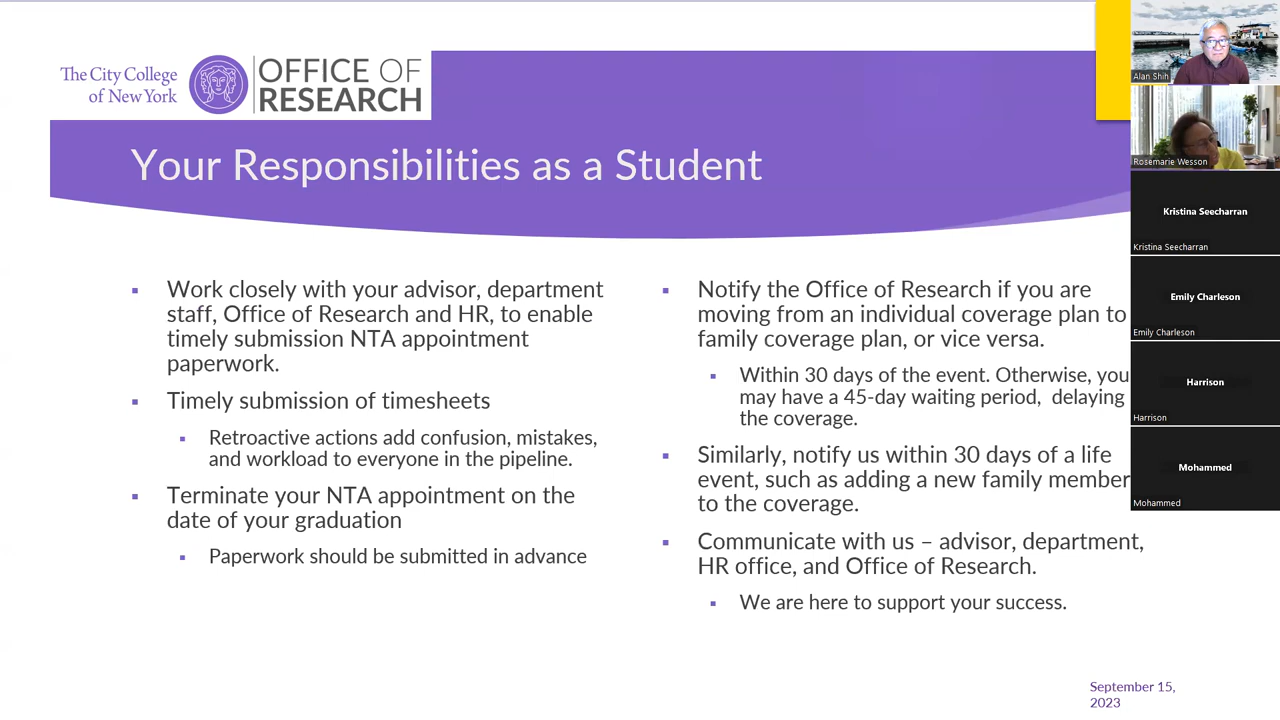 The City College
of New York
OFFICE OF
RESEARCH
Your Responsibilities as a Student
▪ Work closely with your advisor, department
staff, Office of Research and HR, to enable
timely submission NTA appointment
paperwork.
▪ Timely submission of timesheets
▪ Retroactive actions add confusion, mistakes,
and workload to everyone in the pipeline.
▪ Terminate your NTA appointment on the
date of your graduation
▪ Paperwork should be submitted in advance
▪ Notify the Office of Research if you are
moving from an individual coverage plan to
family coverage plan, or vice versa.
▪ Within 30 days of the event. Otherwise, you
may have a 45-day waiting period, delaying
the coverage.
▪ Similarly, notify us within 30 days of a life
event, such as adding a new family member
to the coverage.
▪ Communicate with us – advisor, department,
HR office, and Office of Research.
▪ We are here to support your success.
September 15,
2023
Alan Shih
Rosemarie Wesson
Kristina Seecharran
Kristina Seecharran
Emily Charleson
Emily Charleson
Harrison
Harrison
Mohammed
Mohammed